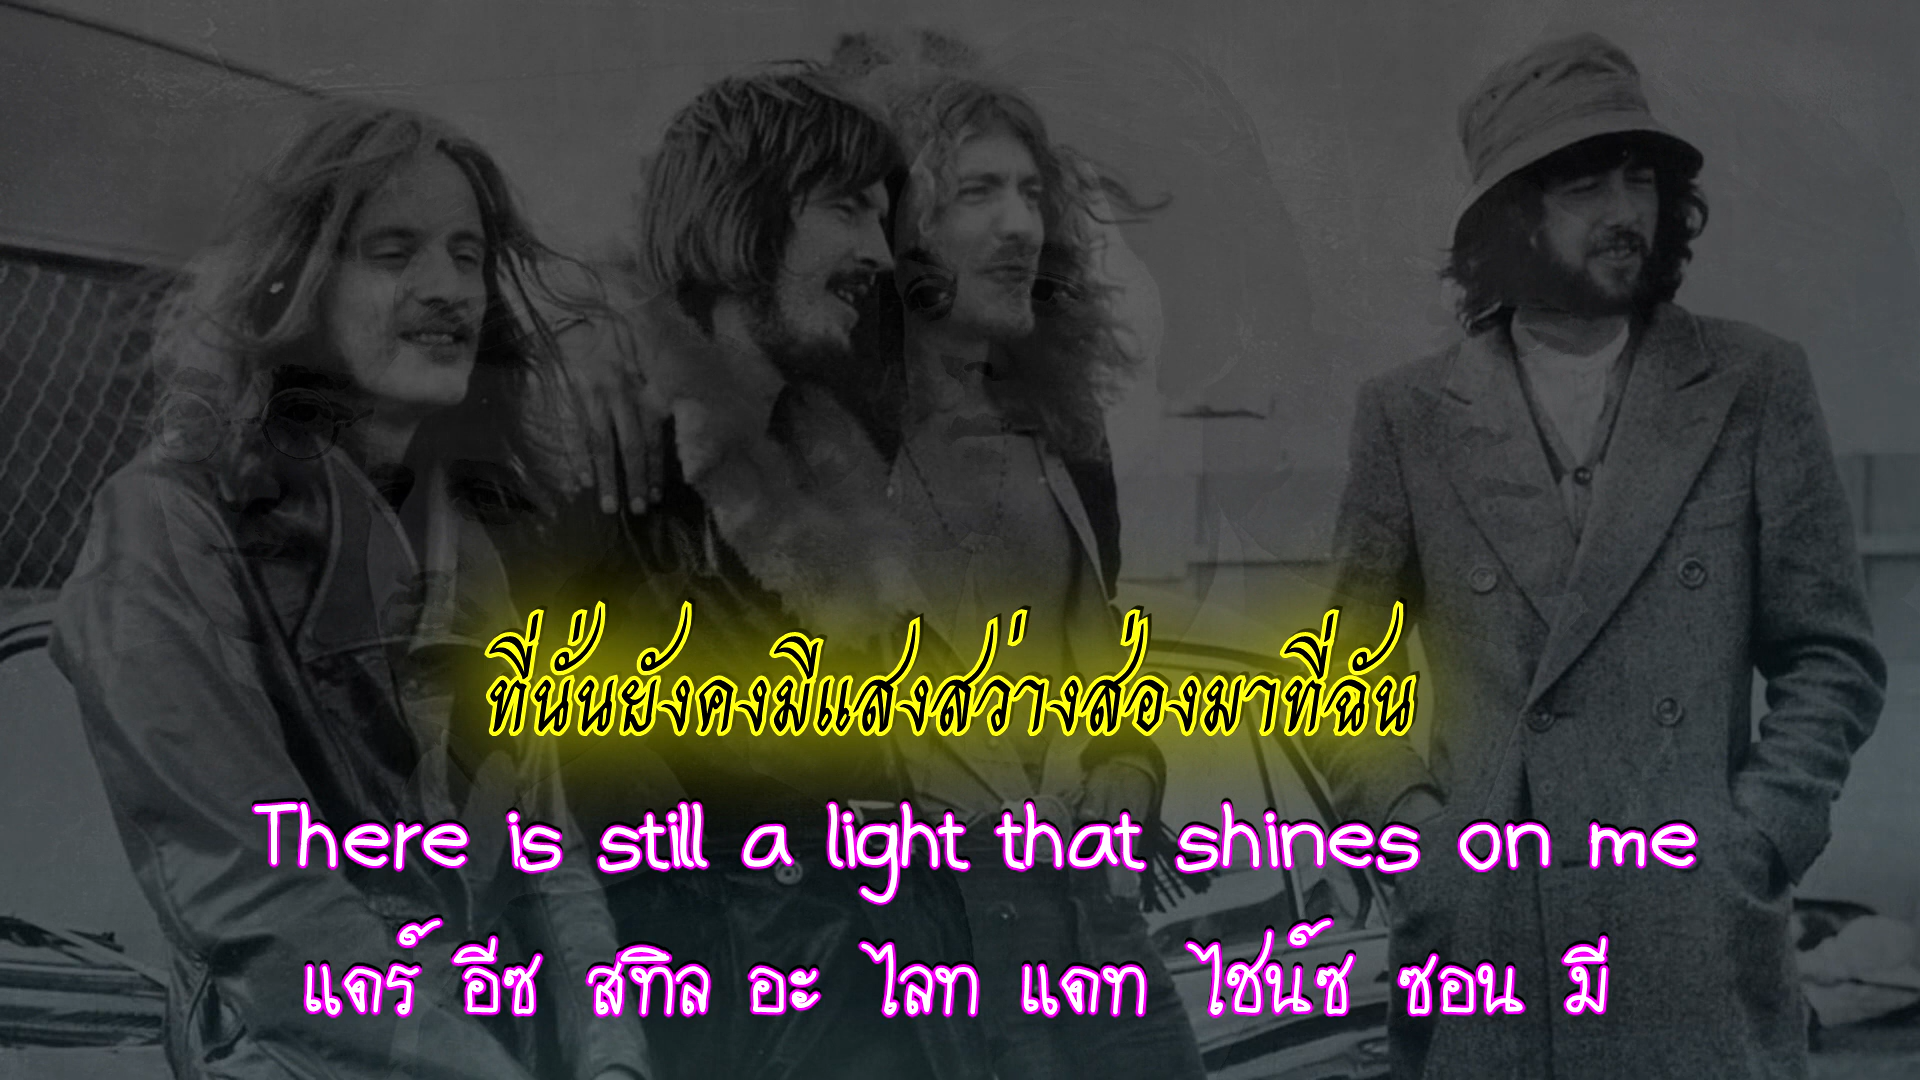 ที่นั่นยังคงมีแสงสว่างส่องมาที่ฉัน
There is still a light that shines on me
แดร์ อีซ สทิล อะ ไลท แดท ไชน์ซ ซอน มี